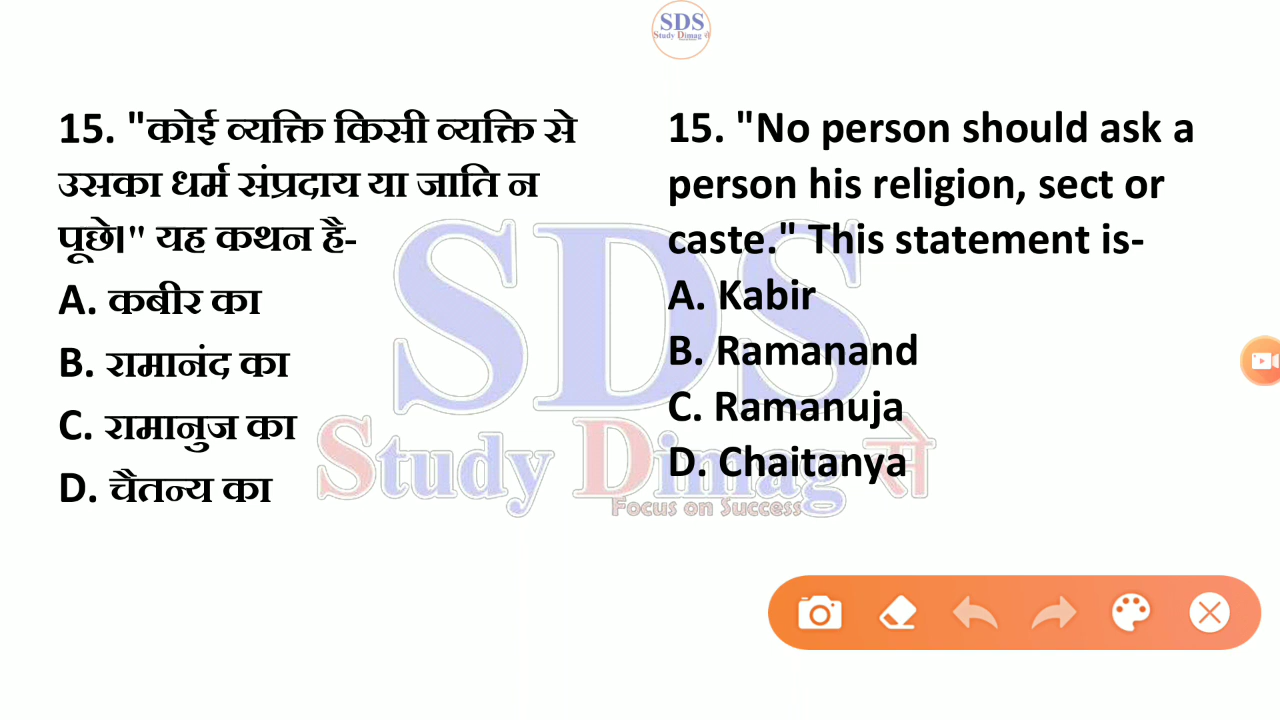 SDS
Study Dimag से
15. "कोई व्यक्ति किसी व्यक्ति से
उसका धर्म संप्रदाय या जाति न
पूछे।" यह कथन है-
A. कबीर का
B. रामानंद का
C. रामानुज का
D. चैतन्य का
15. "No person should ask a
person his religion, sect or
caste." This statement is-
A. Kabir
B. Ramanand
C. Ramanuja
D. Chaitanya
SDS
Study Dimag से
Focus on Success